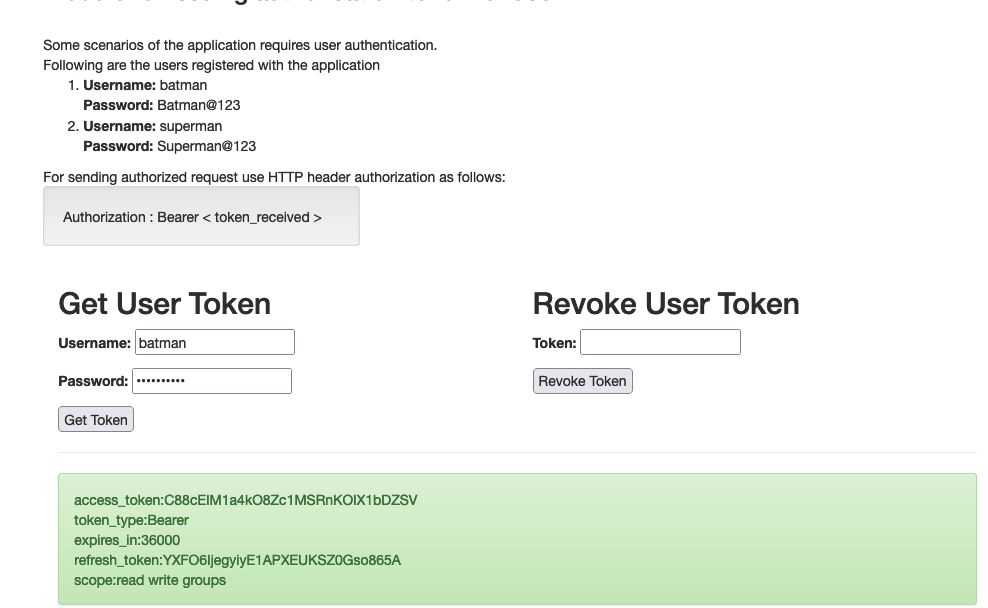 Some scenarios of the application requires user authentication.
Following are the users registered with the application
1. Username: batman
Password: Batman@123
2. Username: superman
Password: Superman@123
For sending authorized request use HTTP header authorization as follows:
Authorization : Bearer < token_received >
Get User Token
Revoke User Token
Username: batman
Token:
Password: ••••••••••
Revoke Token
Get Token
access_token:C88cEIM1a4kO8Zc1MSRnKOIX1bDZSV
token_type:Bearer
expires_in:36000
refresh_token:YXFO6IjegyiyE1APXEUKSZ0Gso865A
scope:read write groups